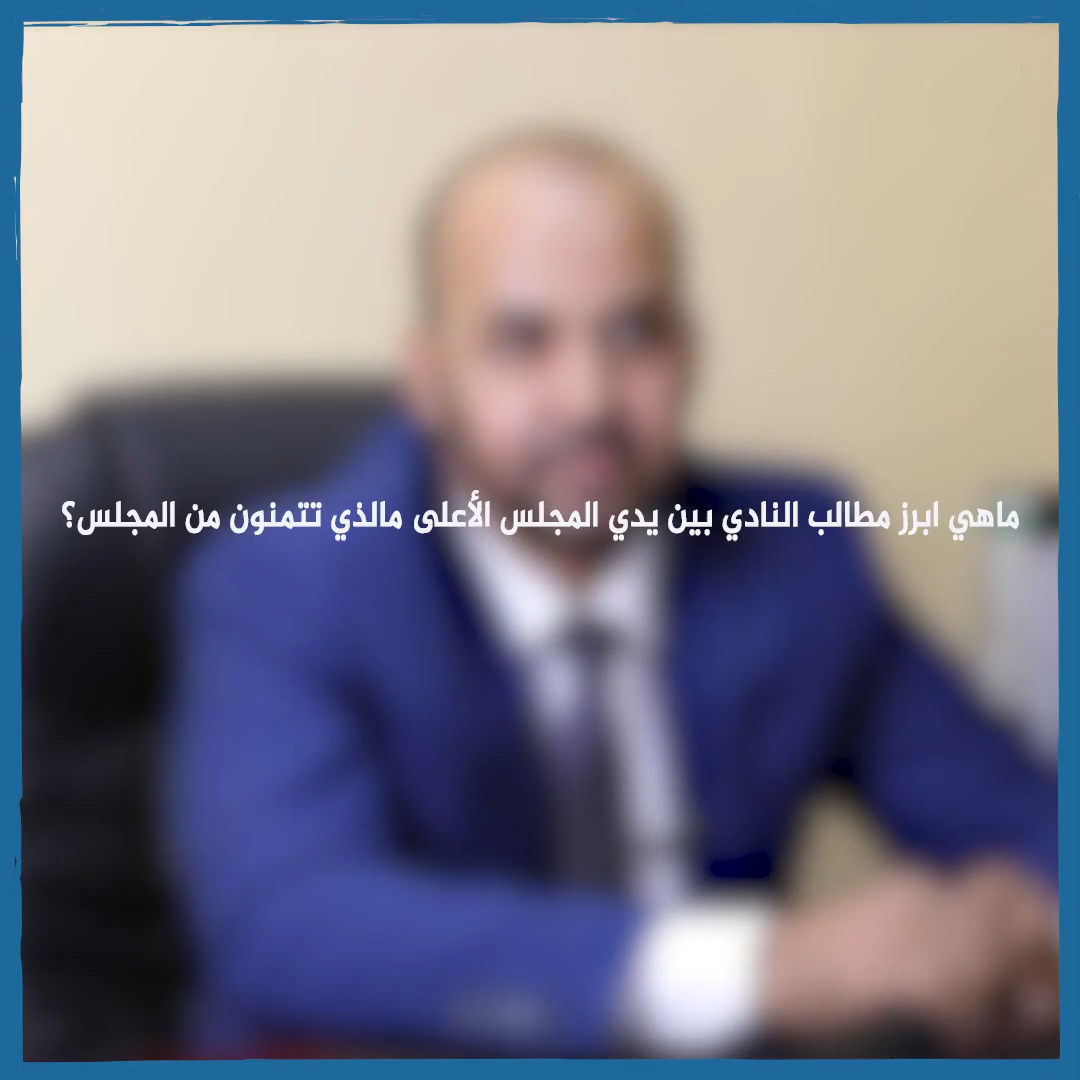 ماهي ابرز مطالب النادي بين يدي المجلس الأعلى مالذي تتمنون من المجلس؟